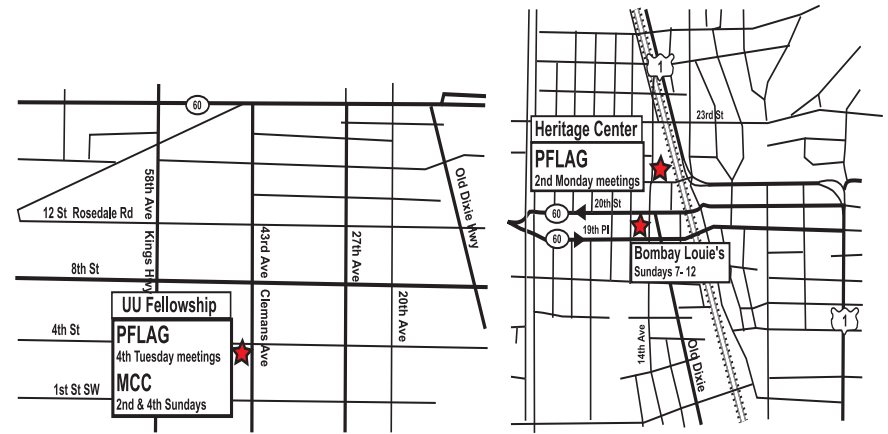 60
58th Ave
Kings Hwy
Old Dixie Hwy
12 St Rosedale Rd
43rd Ave
Clemans Ave
27th Ave
20th Ave
8th St
UU Fellowship
PFLAG
4th Tuesday meetings
MCC
2nd & 4th Sundays
4th St
1st St SW
1
23rd St
Heritage Center
PFLAG
2nd Monday meetings
20th St
60
19th Pl
60
Bombay Louie's
Sundays 7- 12
1
14th Ave
Old Dixie